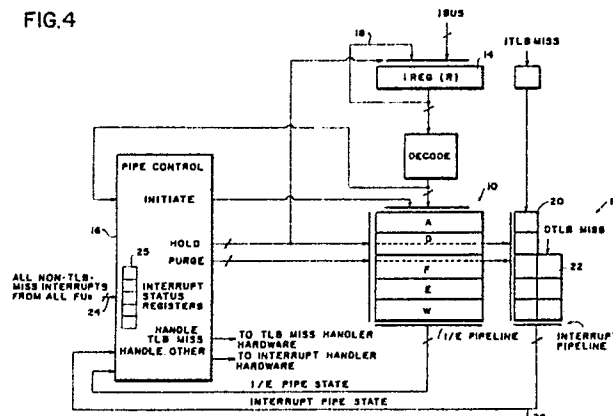 FIG.4
18
IBUS
ITLB MISS
I REG (R)
14
DECODE
PIPE CONTROL
10
INITIATE
16
A
20
D
DTLB MISS
HOLD
25
PURGE
F
22
ALL NON-TLB-
MISS INTERRUPTS
FROM ALL FUs
24
INTERRUPT
STATUS
REGISTERS
E
W
HANDLE
TLB MISS
HANDLE OTHER
TO TLB MISS HANDLER
HARDWARE
TO INTERRUPT HANDLER
HARDWARE
I/E PIPELINE
INTERRUPT
PIPELINE
I/E PIPE STATE
INTERRUPT PIPE STATE